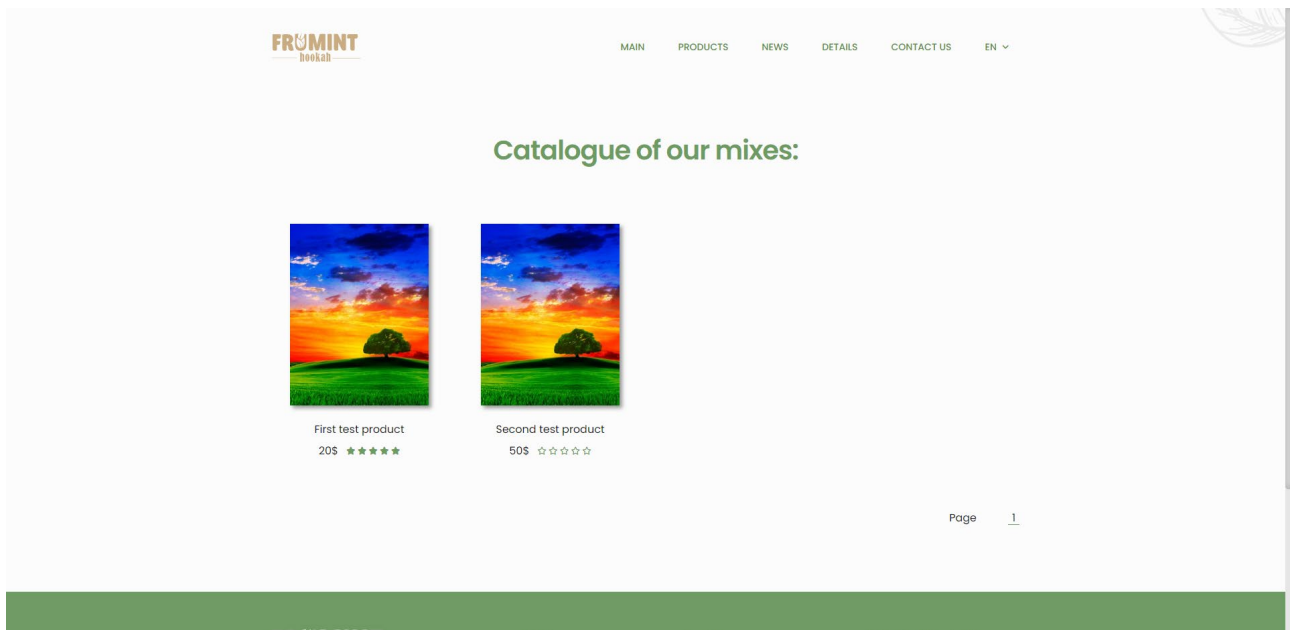 FRUMINT
hookah
MAIN PRODUCTS NEWS DETAILS CONTACT US EN
Catalogue of our mixes:
First test product
20$
Second test product
50$
Page 1